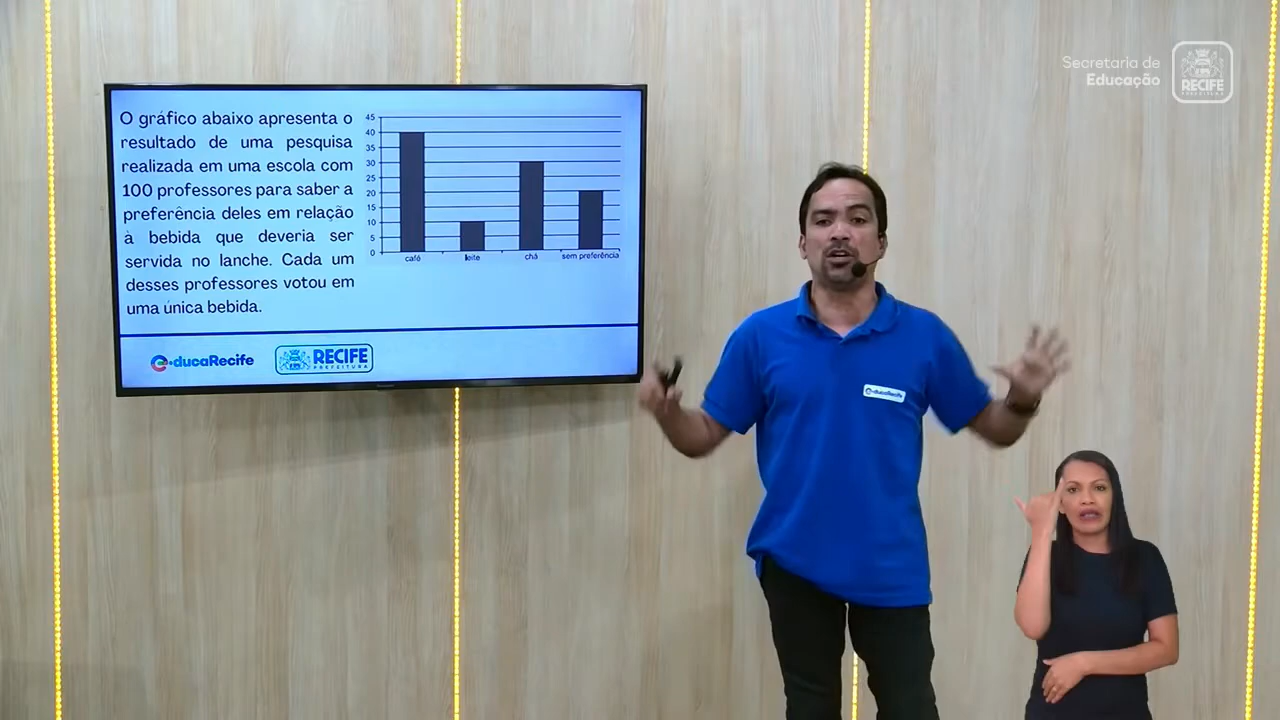 Secretaria de
Educação
RECIFE
PREFEITURA
O gráfico abaixo apresenta o
resultado de uma pesquisa
realizada em uma escola com
100 professores para saber a
preferência deles em relação
à bebida que deveria ser
servida no lanche. Cada um
desses professores votou em
uma única bebida.
45
40
35
30
25
20
15
10
5
0
café leite chá sem preferência
ducaRecife
RECIFE
PREFEITURA
ducaRecife